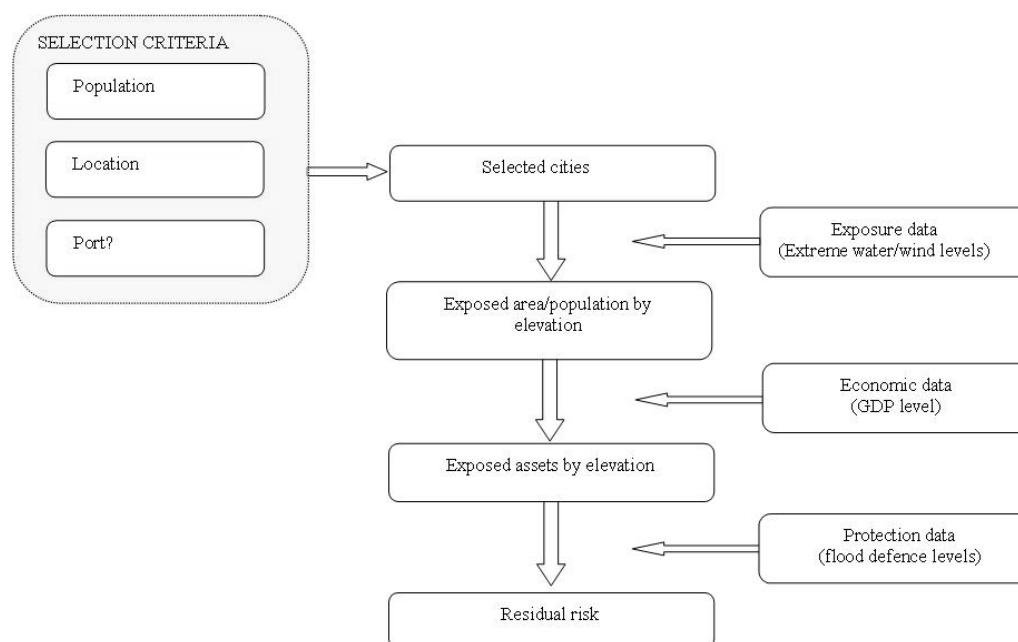 SELECTION CRITERIA
Population
Location
Port?
Selected cities
Exposure data
(Extreme water/wind levels)
Exposed area/population by
elevation
Economic data
(GDP level)
Exposed assets by elevation
Protection data
(flood defence levels)
Residual risk